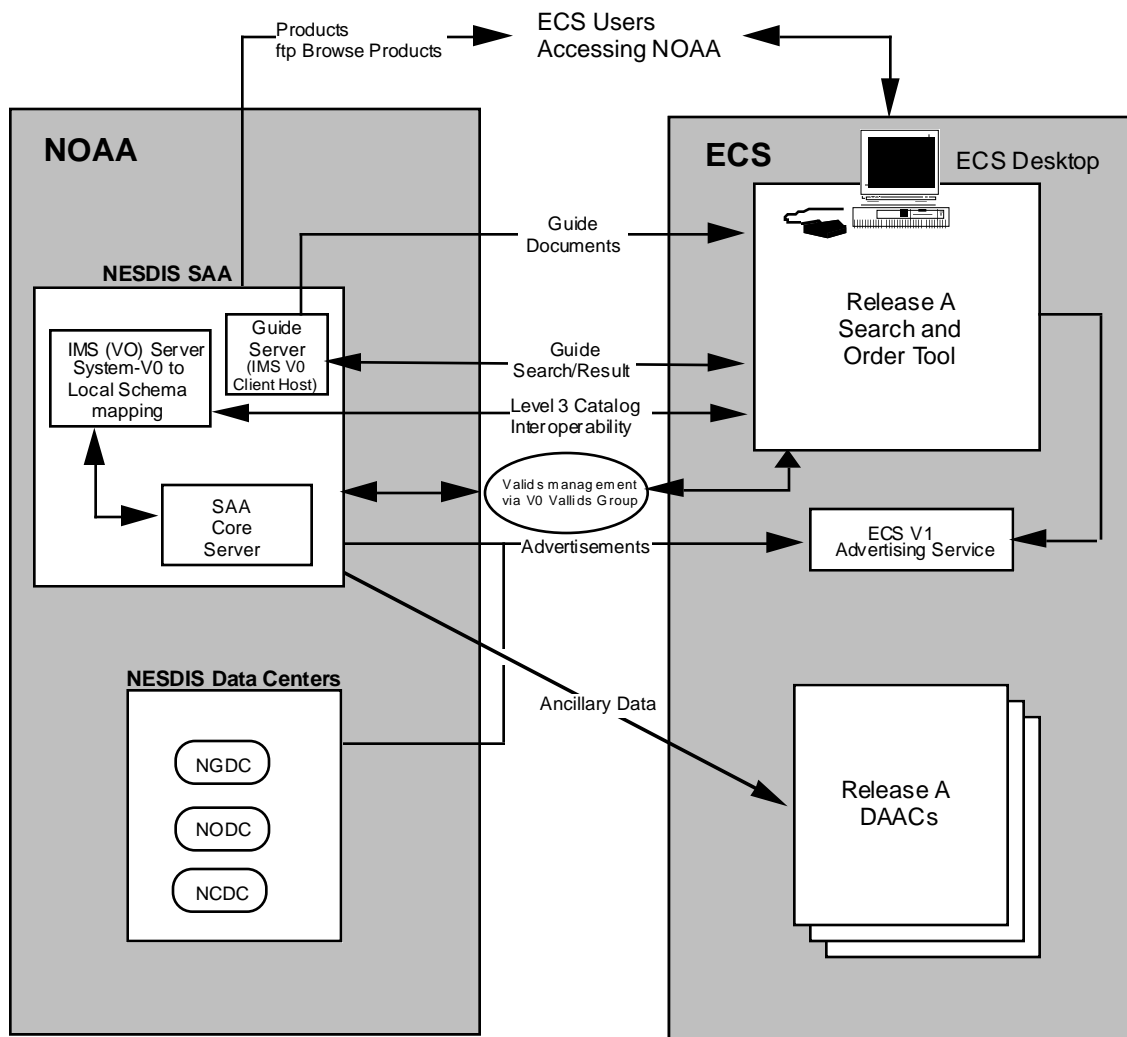 Products
ftp Browse Products
ECS Users
Accessing NOAA
NOAA
ECS
ECS Desktop
Guide
Documents
NESDIS SAA
IMS (VO) Server
System-V0 to
Local Schema
mapping
Guide
Server
(IMS V0
Client Host)
Release A
Search and
Order Tool
Guide
Search/Result
Level 3 Catalog
Interoperability
Valids management
via V0 Vallids Group
SAA
Core
Server
Advertisements
ECS V1
Advertising Service
NESDIS Data Centers
Ancillary Data
NGDC
NODC
NCDC
Release A
DAACs